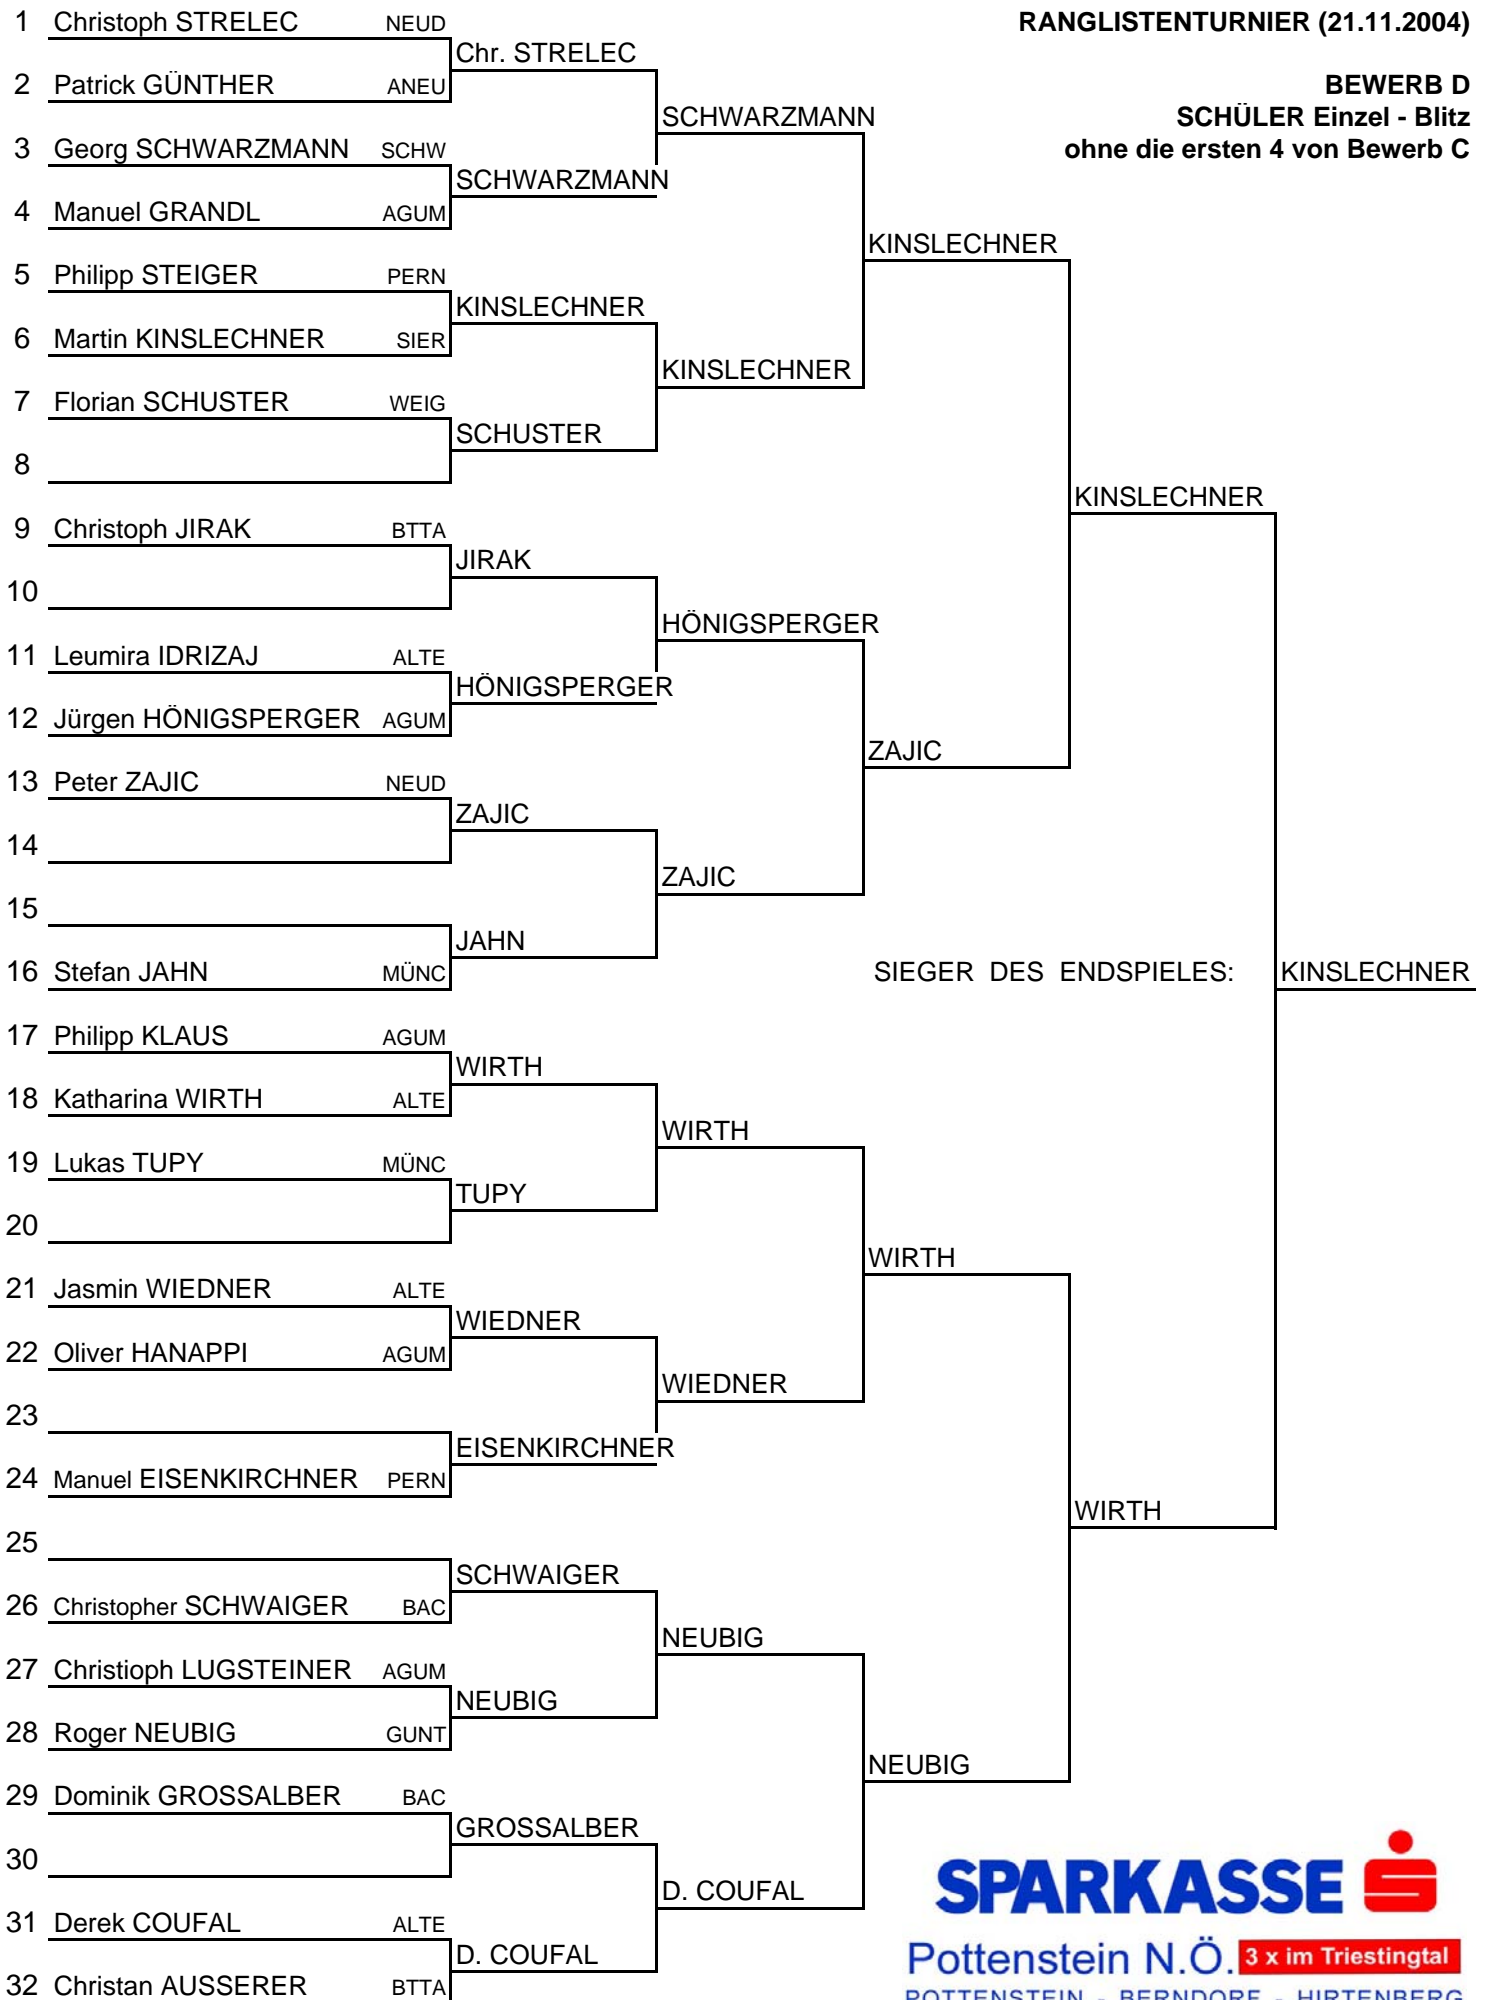 1 Christoph STRELEC NEUD
RANGLISTENTURNIER (21.11.2004)
Chr. STRELEC
2 Patrick GÜNTHER ANEU
BEWERB D
SCHWARZMANN
SCHÜLER Einzel - Blitz
3 Georg SCHWARZMANN SCHW
ohne die ersten 4 von Bewerb C
SCHWARZMANN
4 Manuel GRANDL AGUM
KINSLECHNER
5 Philipp STEIGER PERN
KINSLECHNER
6 Martin KINSLECHNER SIER
KINSLECHNER
7 Florian SCHUSTER WEIG
SCHUSTER
8
KINSLECHNER
9 Christoph JIRAK BTTA
JIRAK
10
HÖNIGSPERGER
11 Leumira IDRIZAJ ALTE
HÖNIGSPERGER
12 Jürgen HÖNIGSPERGER AGUM
ZAJIC
13 Peter ZAJIC NEUD
ZAJIC
14
ZAJIC
15
JAHN
16 Stefan JAHN MÜNC
SIEGER DES ENDSPIELES: KINSLECHNER
17 Philipp KLAUS AGUM
WIRTH
18 Katharina WIRTH ALTE
WIRTH
19 Lukas TUPY MÜNC
TUPY
20
WIRTH
21 Jasmin WIEDNER ALTE
WIEDNER
22 Oliver HANAPPI AGUM
WIEDNER
23
EISENKIRCHNER
24 Manuel EISENKIRCHNER PERN
WIRTH
25
SCHWAIGER
26 Christopher SCHWAIGER BAC
NEUBIG
27 Christioph LUGSTEINER AGUM
NEUBIG
28 Roger NEUBIG GUNT
NEUBIG
29 Dominik GROSSALBER BAC
GROSSALBER
30
SPARKASSE
D. COUFAL
31 Derek COUFAL ALTE
D. COUFAL
Pottenstein N.Ö. 3 x im Triestingtal
32 Christan AUSSERER BTTA
POTTENSTEIN - BERNDORF - HIRTENBERG